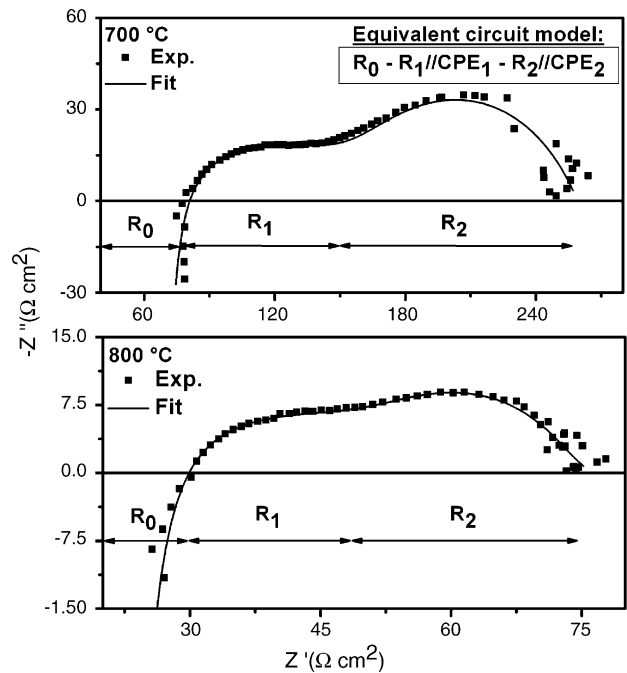 700 °C
Exp.
Fit
Equivalent circuit model:
R0 - R1//CPE1 - R2//CPE2
60
30
0
-30
R0
R1
R2
60
120
180
240
-Z "(Ω cm2)
15.0
7.5
0.0
-7.5
-1.50
800 °C
Exp.
Fit
R0
R1
R2
30
45
60
75
Z '(Ω cm2)